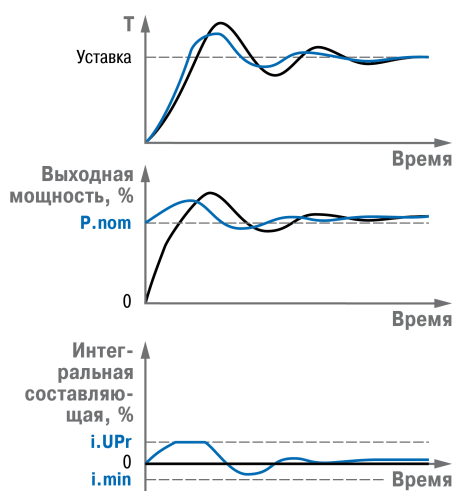 T
Уставка
Время
Выходная
мощность, %
P.nom
0
Время
Интег-
ральная
составляю-
щая, %
i.UPr
0
i.min
Время